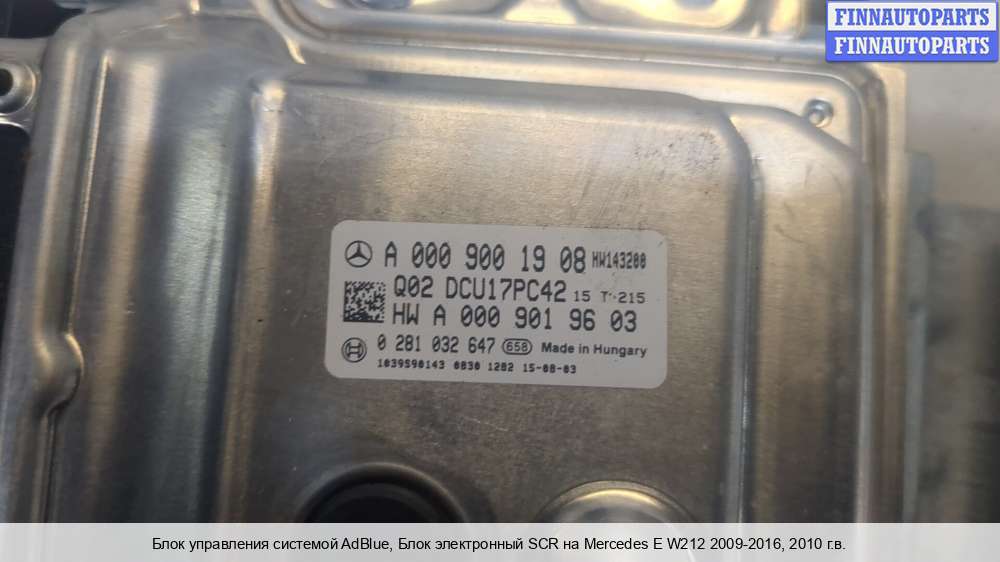 FINNAUTOPARTS
FINNAUTOPARTS
A 000 900 19 08 HW143200
Q02 DCU17PC42 15 T-215
HW A 000 901 96 03
0 281 032 647 658 Made in Hungary
1039S90143 0830 1282 15-08-03
Блок управления системой AdBlue, Блок электронный SCR на Mercedes E W212 2009-2016, 2010 г.в.